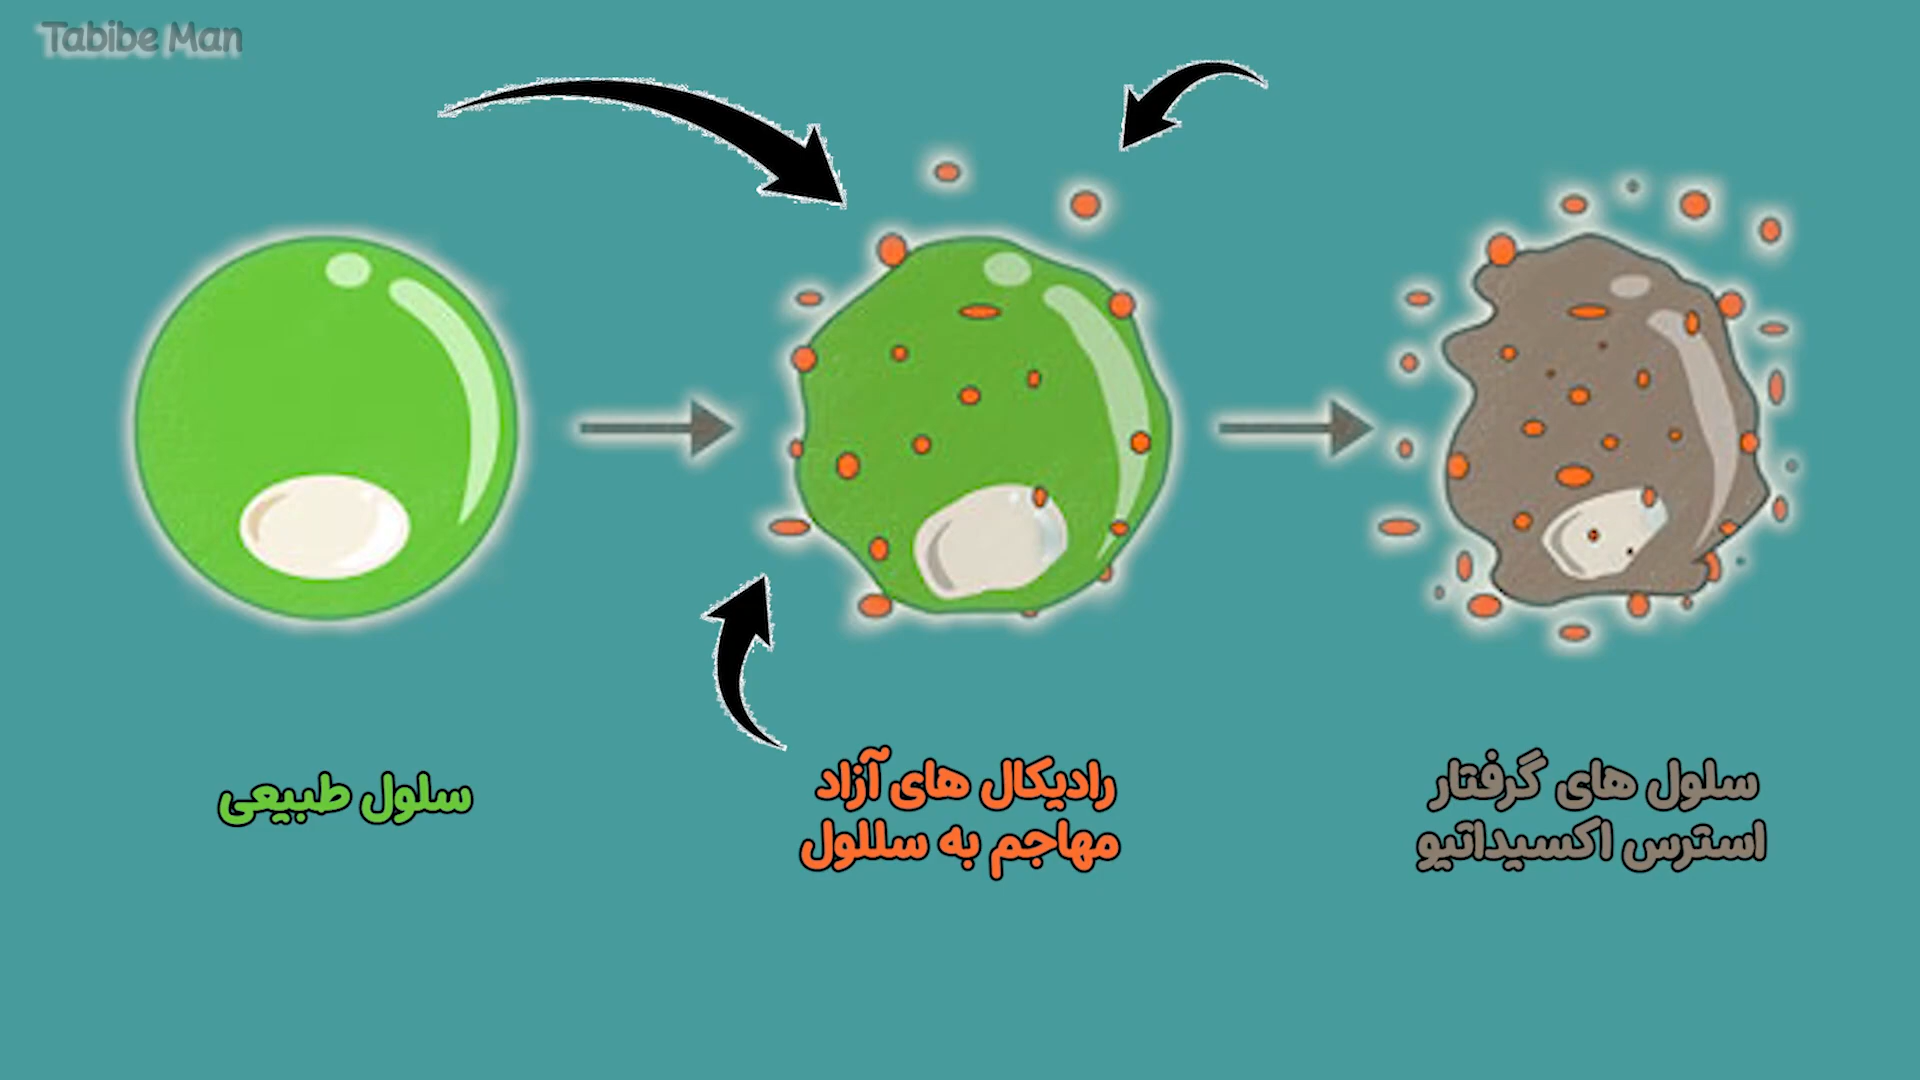 Tabibe Man
سلول طبیعی
رادیکال های آزاد
مهاجم به سللول
سلول های گرفتار
استرس اکسیداتیو